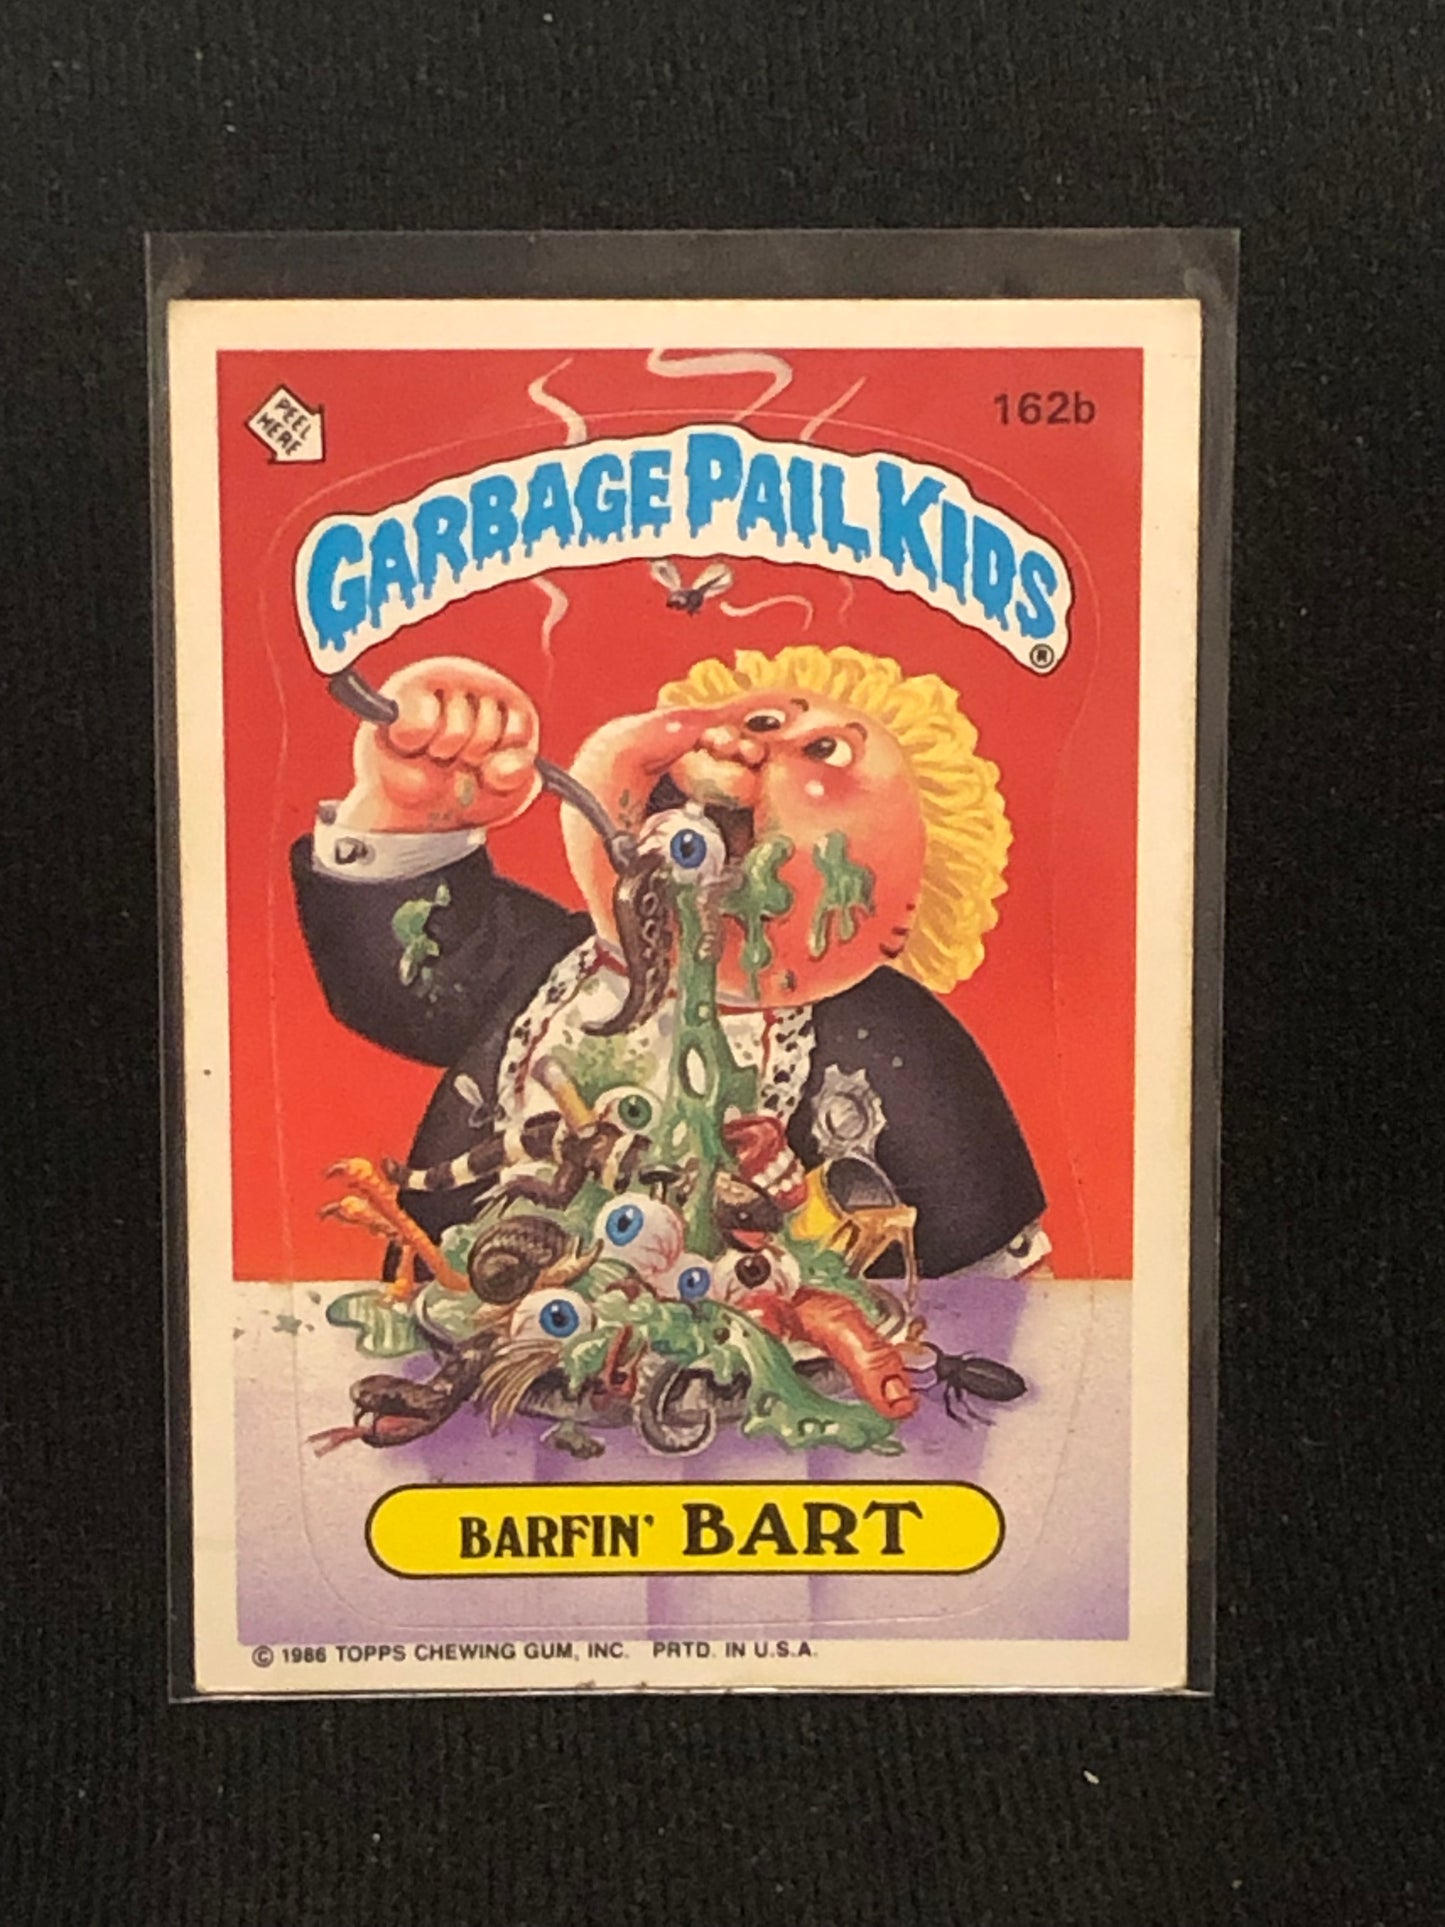 PEEL
HERE
162b
GARBAGE PAIL KIDS
®
BARFIN' BART
© 1986 TOPPS CHEWING GUM, INC. PRTD. IN U.S.A.